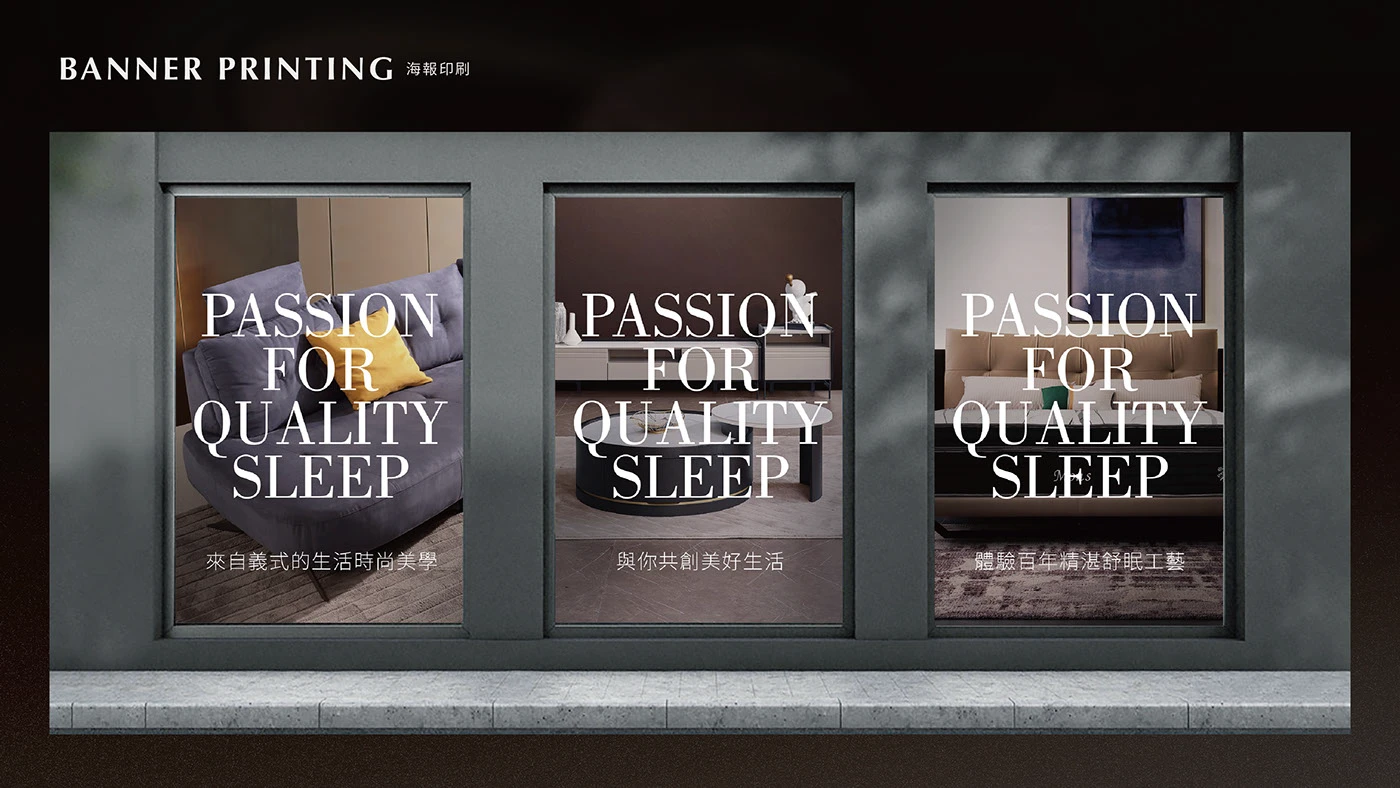 BANNER PRINTING 海報印刷
PASSION
FOR
QUALITY
SLEEP
來自義式的生活時尚美學
PASSION
FOR
QUALITY
SLEEP
與你共創美好生活
PASSION
FOR
QUALITY
SLEEP
體驗百年精湛舒眠工藝